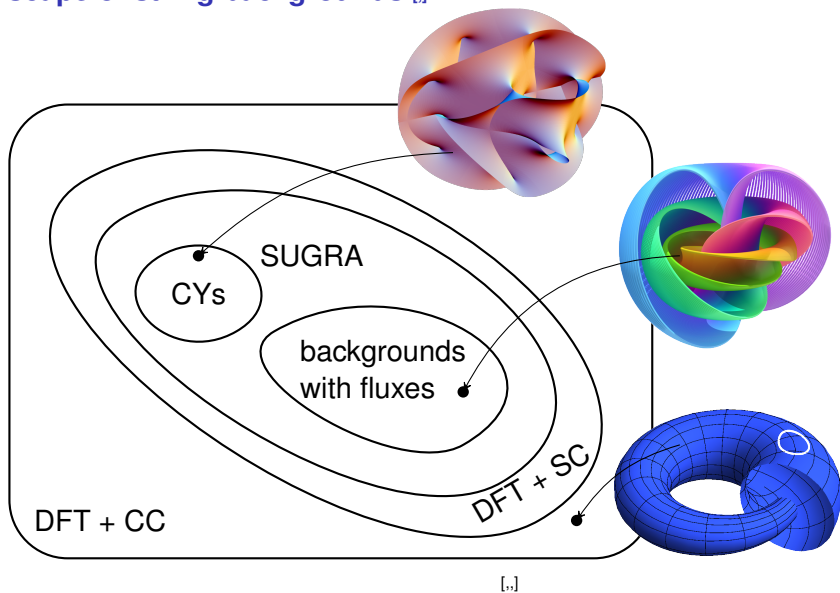 [,]
SUGRA
CYs
backgrounds
with fluxes
DFT + SC
DFT + CC
[,,]